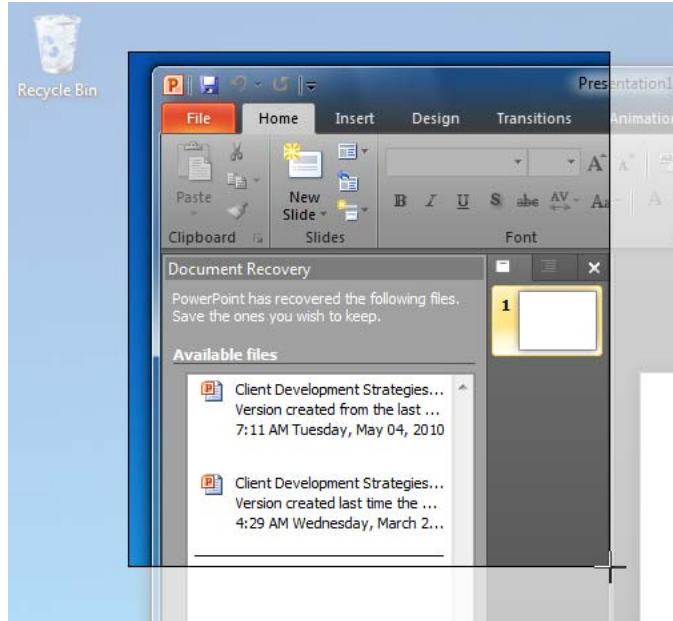 Recycle Bin
Presentation1
File Home Insert Design Transitions Animation
Paste
New
Slide
B I U S abc AV Aa A
Clipboard Slides Font
Document Recovery
PowerPoint has recovered the following files.
Save the ones you wish to keep.
1
Available files
Client Development Strategies...
Version created from the last ...
7:11 AM Tuesday, May 04, 2010
Client Development Strategies...
Version created last time the ...
4:29 AM Wednesday, March 2...